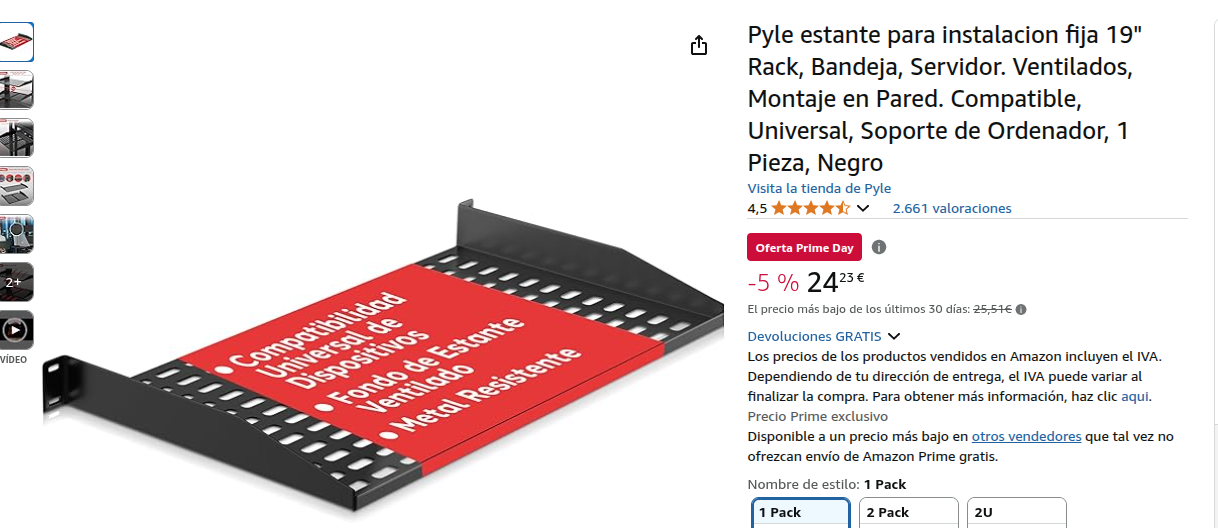 Pyle estante para instalacion fija 19"
Rack, Bandeja, Servidor. Ventilados,
Montaje en Pared. Compatible,
Universal, Soporte de Ordenador, 1
Pieza, Negro
Visita la tienda de Pyle
4,5
2.661 valoraciones
Oferta Prime Day
-5 % 24 23 €
El precio más bajo de los últimos 30 días: 25,51€
Devoluciones GRATIS
Los precios de los productos vendidos en Amazon incluyen el IVA.
Dependiendo de tu dirección de entrega, el IVA puede variar al
finalizar la compra. Para obtener más información, haz clic aqui.
Precio Prime exclusivo
Disponible a un precio más bajo en otros vendedores que tal vez no
ofrezcan envío de Amazon Prime gratis.
Nombre de estilo: 1 Pack
1 Pack
2 Pack
2U
2+
VÍDEO
Compatibilidad
Universal de
Dispositivos
Fondo de Estante
Ventilado
Metal Resistente